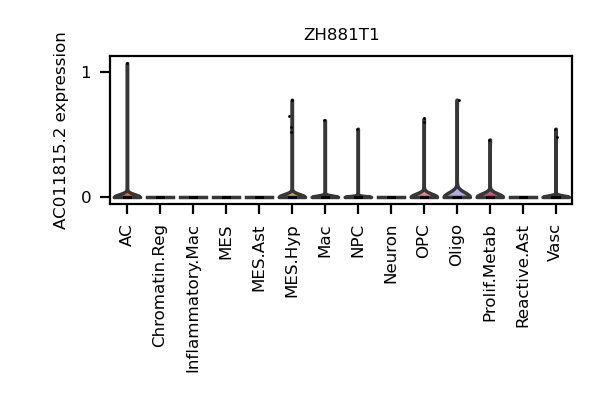 ZH881T1
AC011815.2 expression
1
0
AC
Chromatin.Reg
Inflammatory.Mac
MES
MES.Ast
MES.Hyp
Mac
NPC
Neuron
OPC
Oligo
Prolif.Metab
Reactive.Ast
Vasc